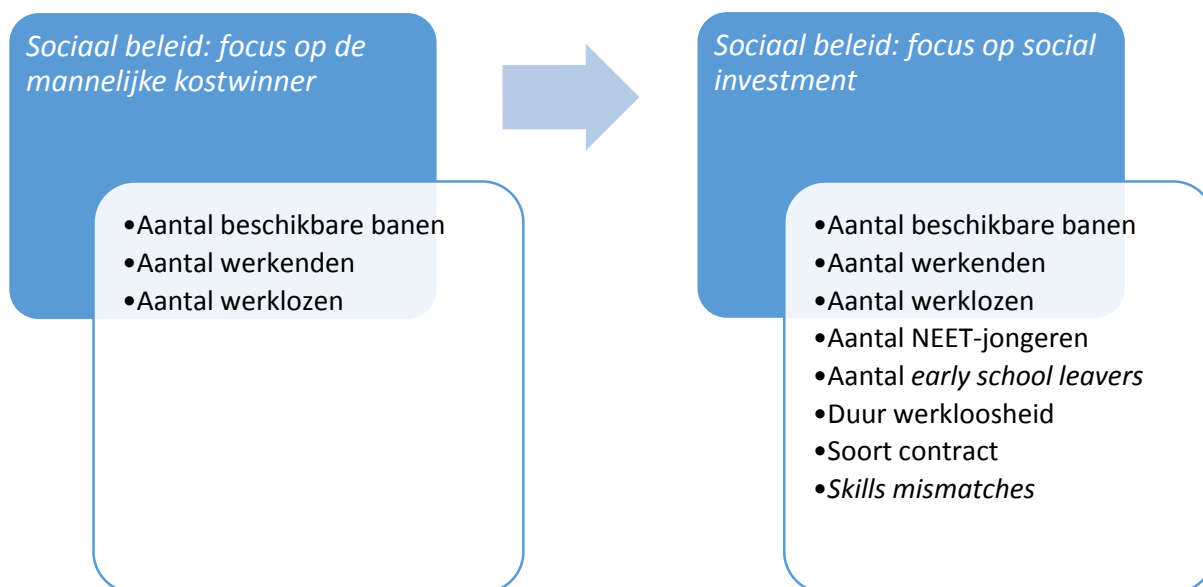 Sociaal beleid: focus op de
mannelijke kostwinner
•Aantal beschikbare banen
•Aantal werkenden
•Aantal werklozen
Sociaal beleid: focus op social
investment
•Aantal beschikbare banen
•Aantal werkenden
•Aantal werklozen
•Aantal NEET-jongeren
•Aantal early school leavers
•Duur werkloosheid
•Soort contract
•Skills mismatches